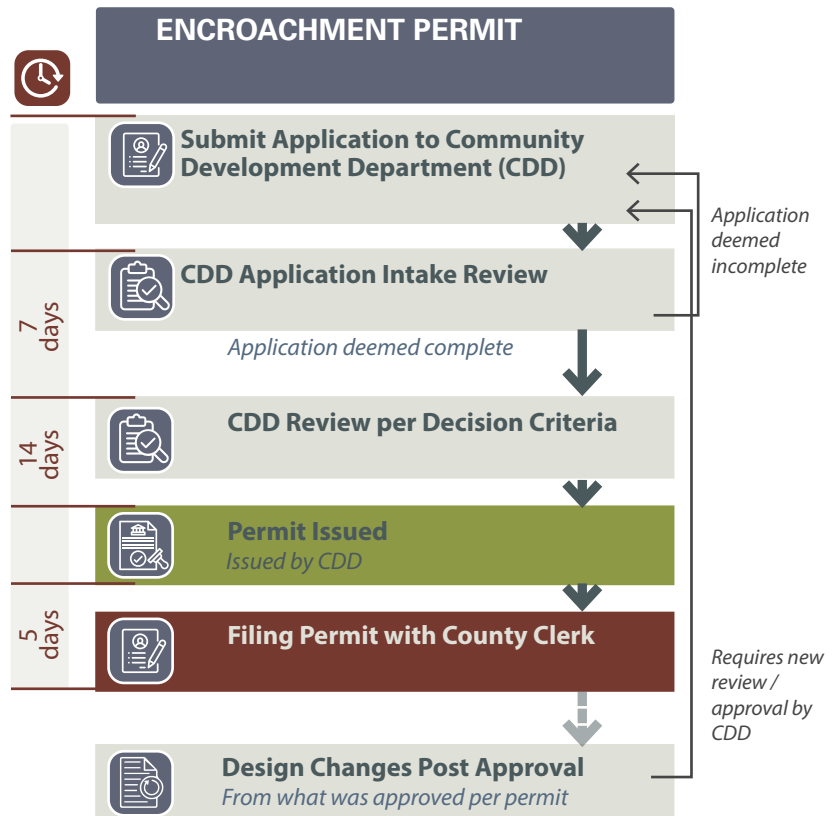 ENCROACHMENT PERMIT
Submit Application to Community
Development Department (CDD)
Application
deemed
incomplete
7
days
CDD Application Intake Review
Application deemed complete
14
days
CDD Review per Decision Criteria
Permit Issued
Issued by CDD
5
days
Filing Permit with County Clerk
Requires new
review /
approval by
CDD
Design Changes Post Approval
From what was approved per permit